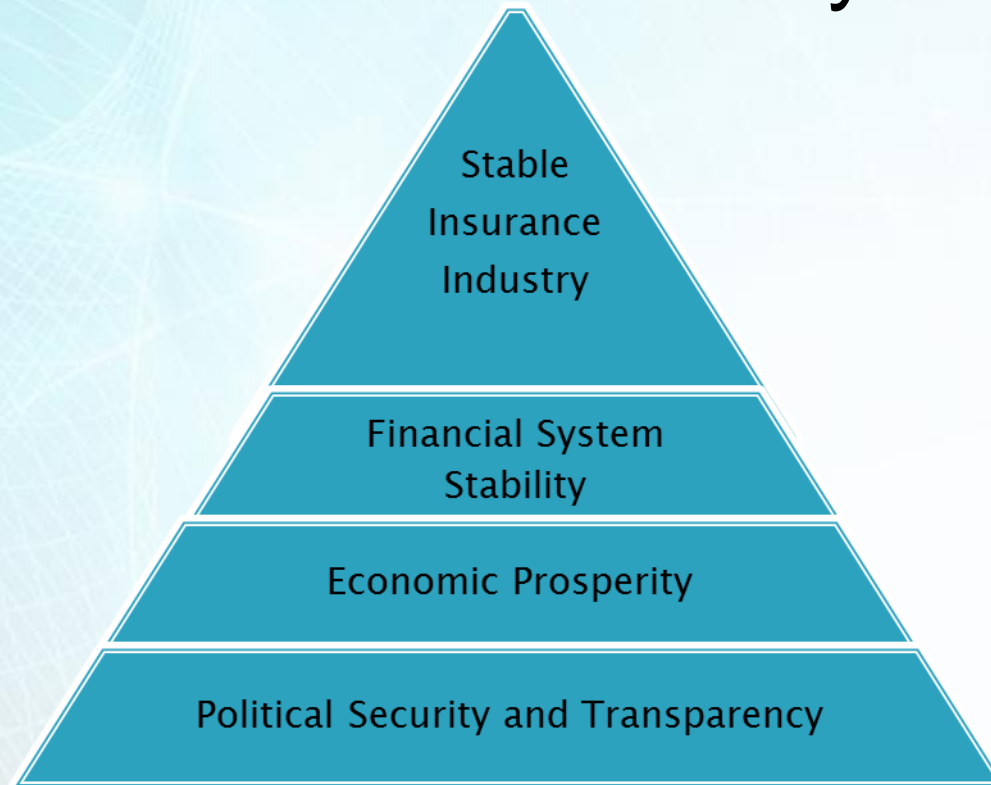 Stable
Insurance
Industry
Financial System
Stability
Economic Prosperity
Political Security and Transparency